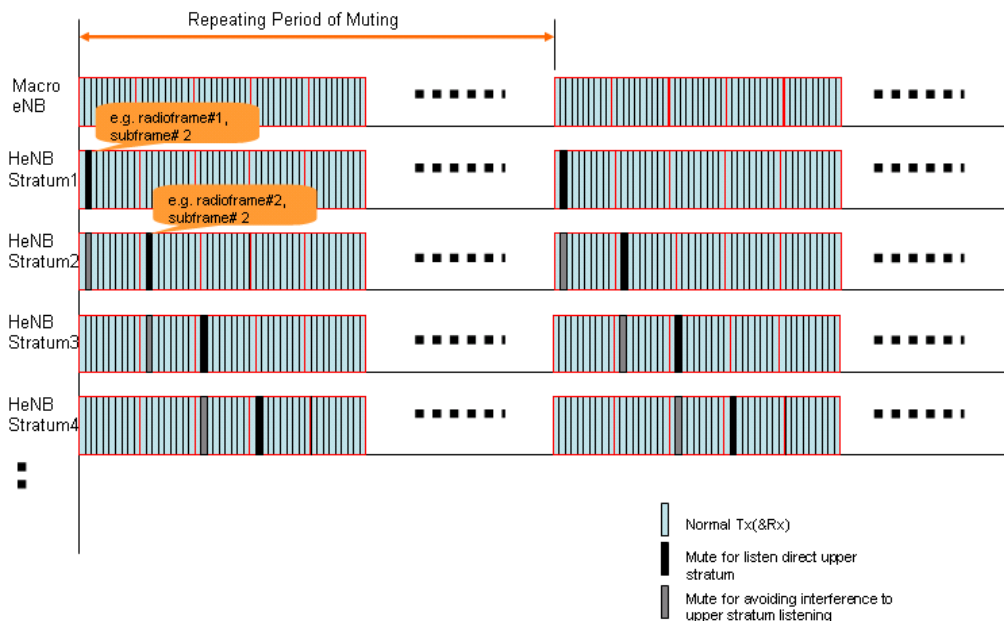 Repeating Period of Muting
Macro
eNB
e.g. radioframe#1,
subframe# 2
HeNB
Stratum1
e.g. radioframe#2,
subframe# 2
HeNB
Stratum2
HeNB
Stratum3
HeNB
Stratum4
Normal Tx(&Rx)
Mute for listen direct upper
stratum
Mute for avoiding interference to
upper stratum listening